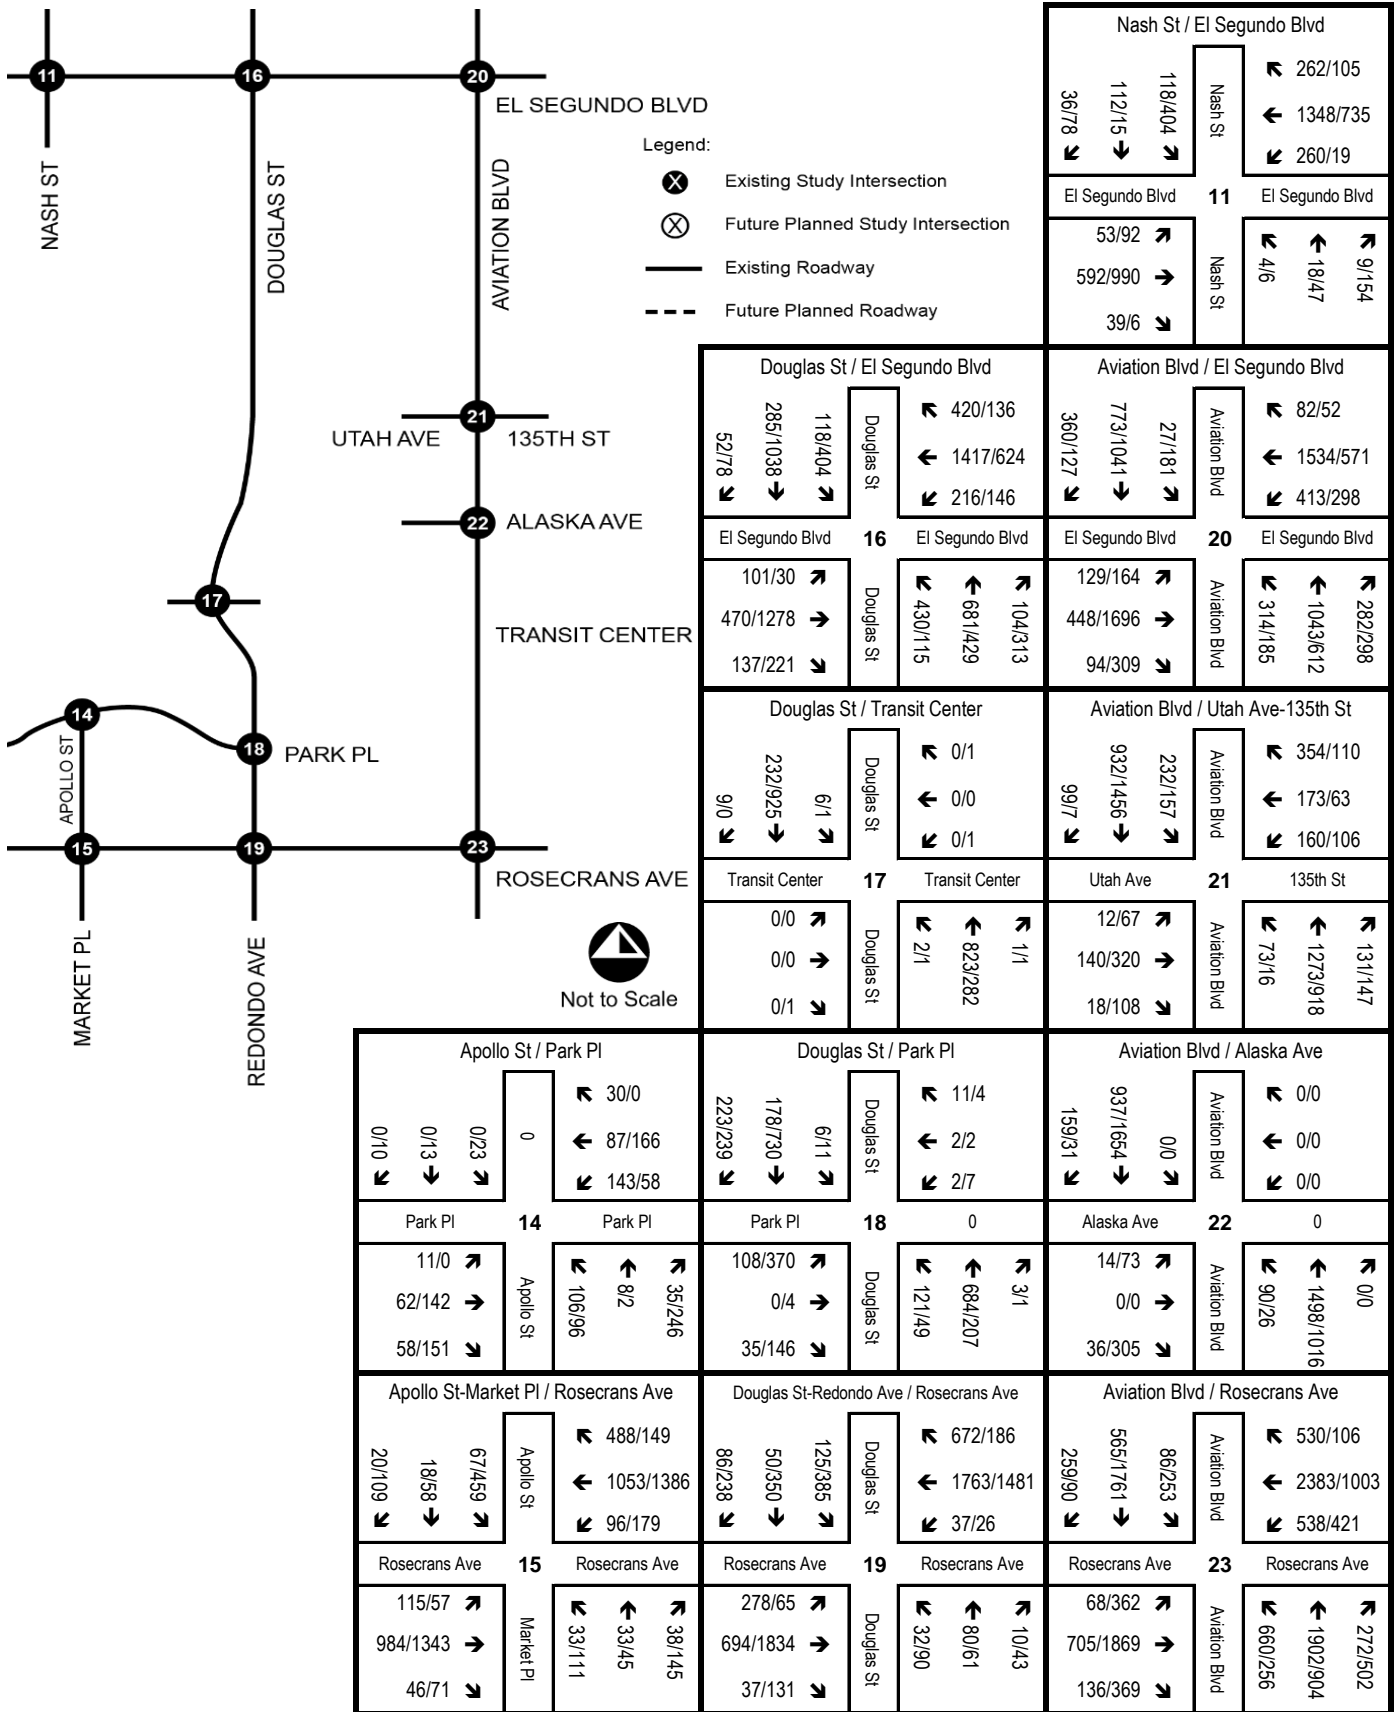 11
16
20
EL SEGUNDO BLVD
NASH ST
DOUGLAS ST
AVIATION BLVD
Legend:
X Existing Study Intersection
X Future Planned Study Intersection
Existing Roadway
Future Planned Roadway
UTAH AVE
21
135TH ST
22
ALASKA AVE
17
TRANSIT CENTER
14
APOLLO ST
18
PARK PL
15
19
23
ROSECRANS AVE
MARKET PL
REDONDO AVE
Not to Scale
Nash St / El Segundo Blvd
36/78
112/15
118/404
Nash St
262/105
1348/735
260/19
El Segundo Blvd 11 El Segundo Blvd
53/92
592/990
39/6
Nash St
4/6
18/47
9/154
Douglas St / El Segundo Blvd
52/78
285/1038
118/404
Douglas St
420/136
1417/624
216/146
El Segundo Blvd 16 El Segundo Blvd
101/30
470/1278
137/221
Douglas St
430/115
681/429
104/313
Aviation Blvd / El Segundo Blvd
360/127
773/1041
27/181
Aviation Blvd
82/52
1534/571
413/298
El Segundo Blvd 20 El Segundo Blvd
129/164
448/1696
94/309
Aviation Blvd
314/185
1043/612
282/298
Douglas St / Transit Center
9/0
232/925
6/1
Douglas St
0/1
0/0
0/1
Transit Center 17 Transit Center
0/0
0/0
0/1
Douglas St
2/1
823/282
1/1
Aviation Blvd / Utah Ave-135th St
99/7
932/1456
232/157
Aviation Blvd
354/110
173/63
160/106
Utah Ave 21 135th St
12/67
140/320
18/108
Aviation Blvd
73/16
1273/918
131/147
Apollo St / Park Pl
0/10
0/13
0/23
0
30/0
87/166
143/58
Park Pl 14 Park Pl
11/0
62/142
58/151
Apollo St
106/96
8/2
35/246
Douglas St / Park Pl
223/239
178/730
6/11
Douglas St
11/4
2/2
2/7
Park Pl 18 0
108/370
0/4
35/146
Douglas St
121/49
684/207
3/1
Aviation Blvd / Alaska Ave
159/31
937/1654
0/0
Aviation Blvd
0/0
0/0
0/0
Alaska Ave 22 0
14/73
0/0
36/305
Aviation Blvd
90/26
1498/1016
0/0
Apollo St-Market Pl / Rosecrans Ave
20/109
18/58
67/459
Apollo St
488/149
1053/1386
96/179
Rosecrans Ave 15 Rosecrans Ave
115/57
984/1343
46/71
Market Pl
33/111
33/45
38/145
Douglas St-Redondo Ave / Rosecrans Ave
86/238
50/350
125/385
Douglas St
672/186
1763/1481
37/26
Rosecrans Ave 19 Rosecrans Ave
278/65
694/1834
37/131
Douglas St
32/90
80/61
10/43
Aviation Blvd / Rosecrans Ave
259/90
565/1761
86/253
Aviation Blvd
530/106
2383/1003
538/421
Rosecrans Ave 23 Rosecrans Ave
68/362
705/1869
136/369
Aviation Blvd
660/256
1902/904
272/502